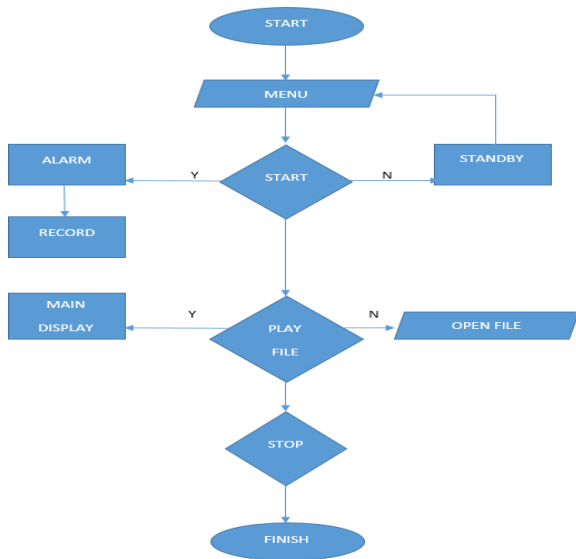 START
MENU
ALARM
Y
START
N
STANDBY
RECORD
MAIN
DISPLAY
Y
PLAY
FILE
N
OPEN FILE
STOP
FINISH